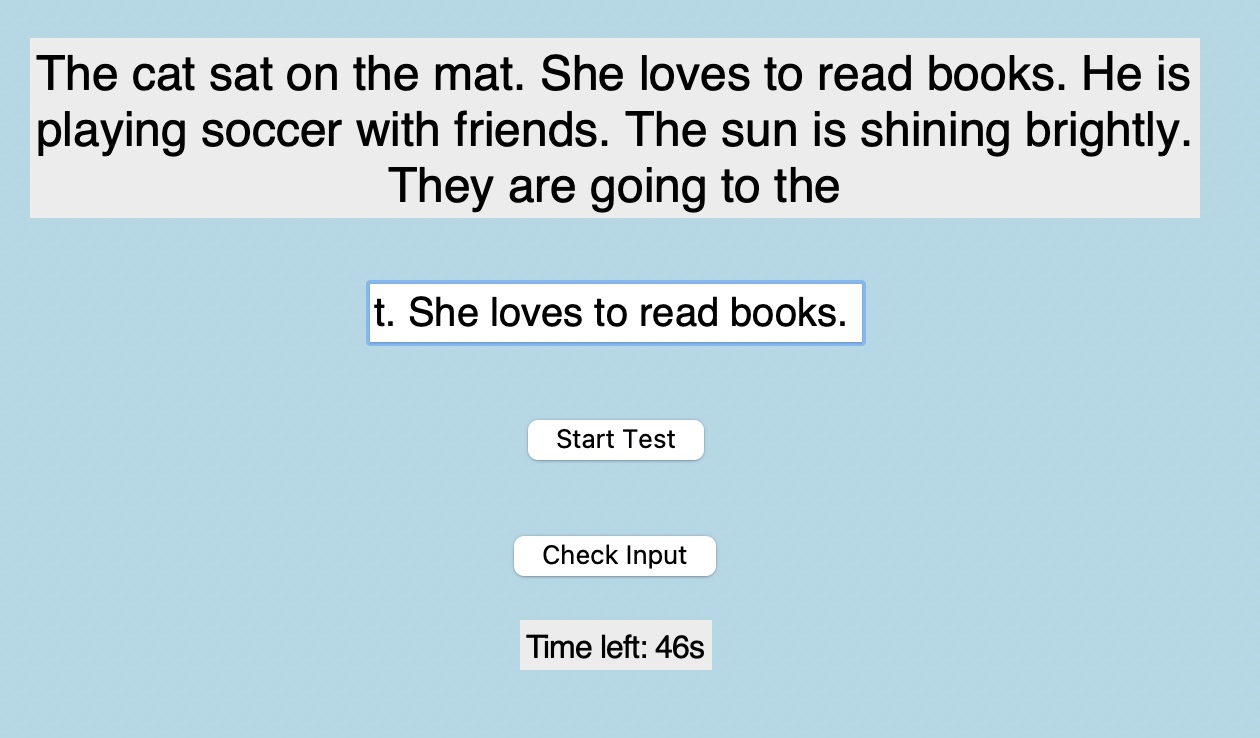 The cat sat on the mat. She loves to read books. He is
playing soccer with friends. The sun is shining brightly.
They are going to the
t. She loves to read books.
Start Test
Check Input
Time left: 46s